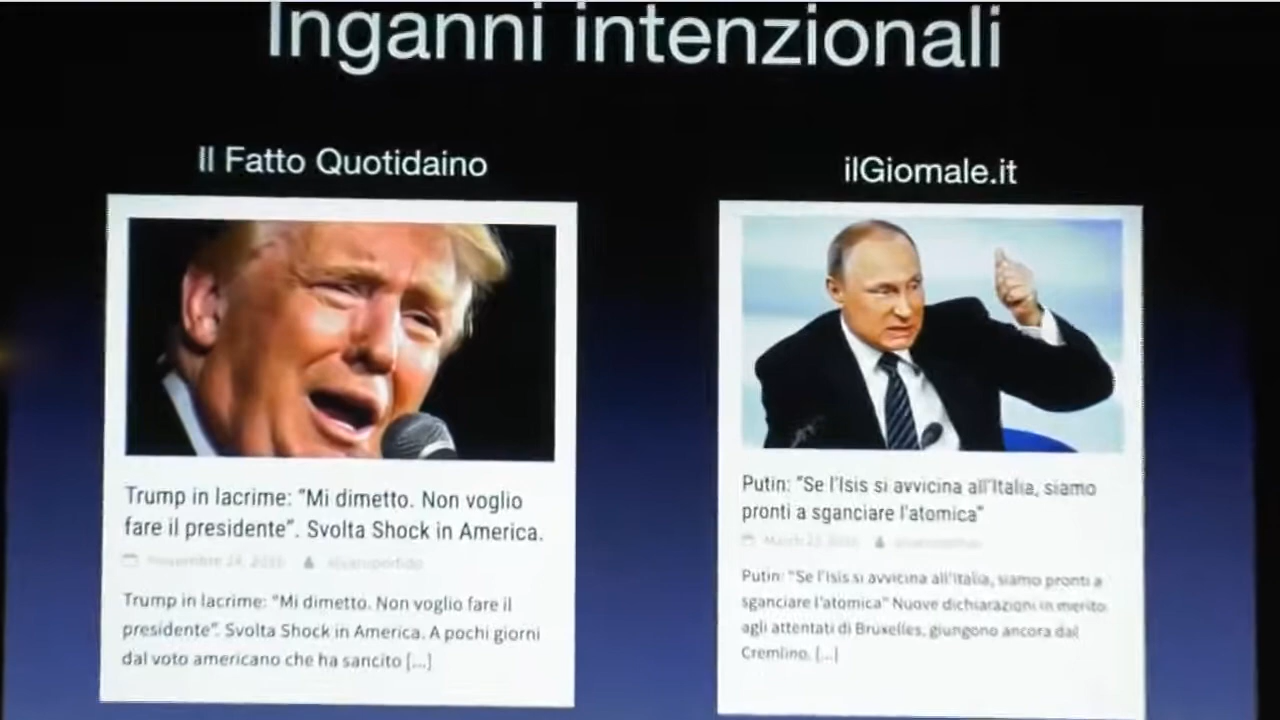 Inganni intenzionali
Il Fatto Quotidaino
Trump in lacrime: "Mi dimetto. Non voglio
fare il presidente". Svolta Shock in America.
novembre 24, 2016
Trump in lacrime: "Mi dimetto. Non voglio fare il
presidente". Svolta Shock in America. A pochi giorni
dal voto americano che ha sancito [...]
ilGiomale.it
Putin: "Se l'Isis si avvicina all'Italia, siamo
pronti a sganciare l'atomica"
Putin: "Se l'Isis si avvicina all'Italia, siamo pronti a
sganciare l'atomica" Nuove dichiarazioni in merito
agli attentati di Bruxelles, giungono ancora dal
Cremlino. [...]